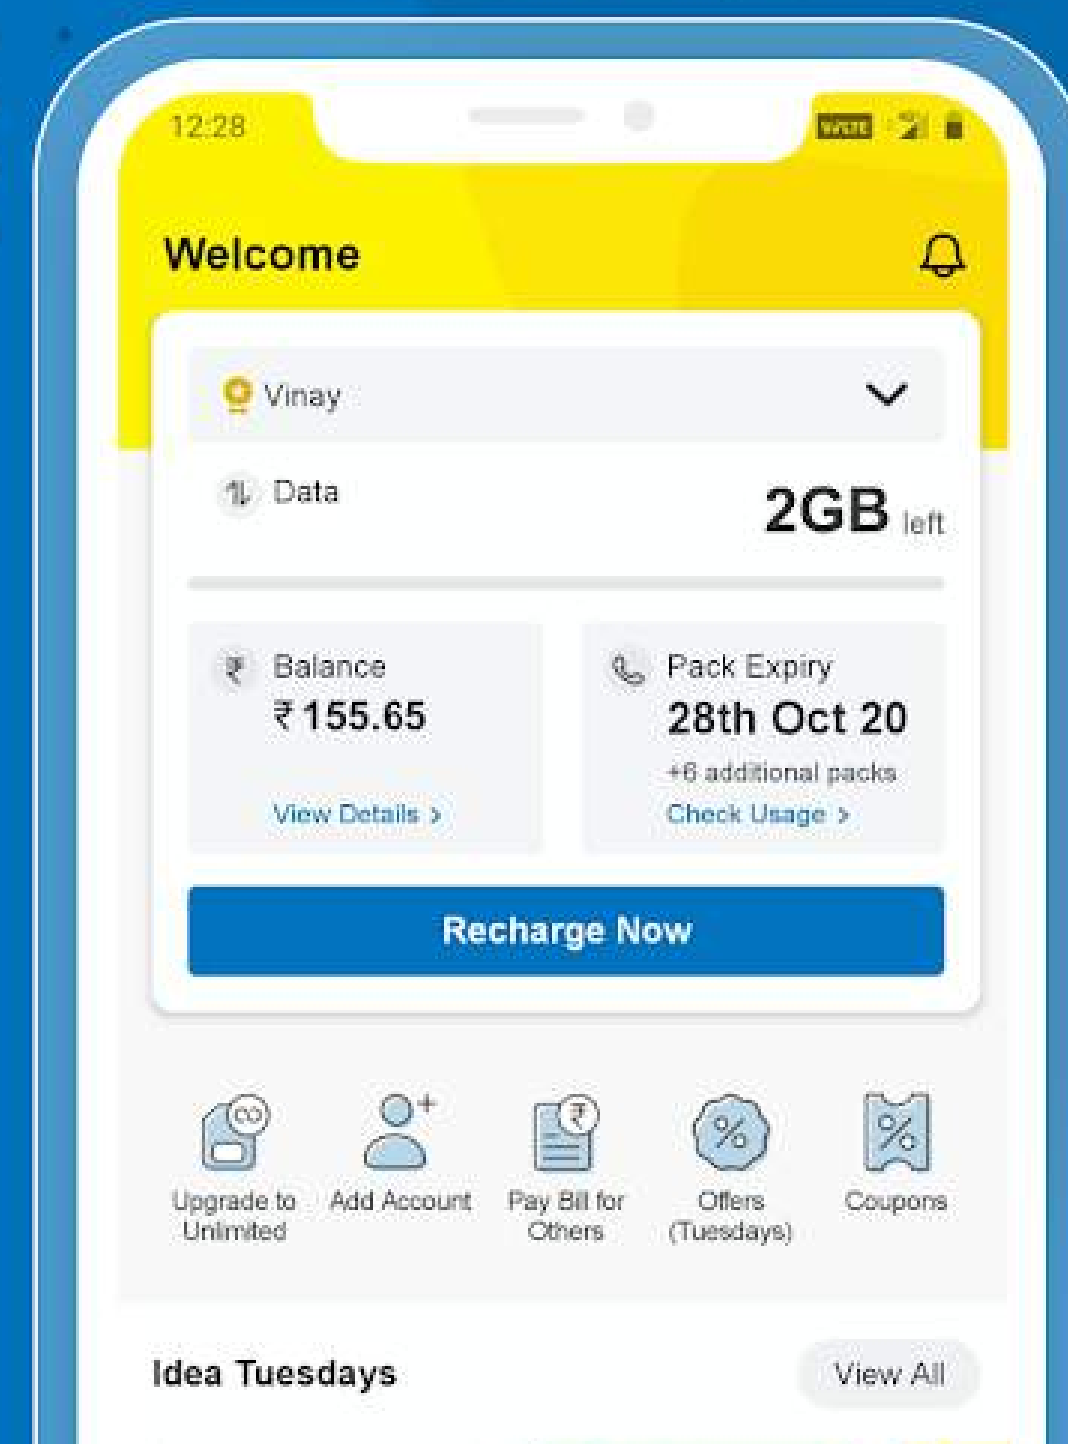 12:28 VoLTE
Welcome
Vinay
Data
2GB left
Balance
₹ 155.65
View Details >
Pack Expiry
28th Oct 20
+6 additional packs
Check Usage >
Recharge Now
Upgrade to
Unlimited
Add Account
Pay Bill for
Others
Offers
(Tuesdays)
Coupons
Idea Tuesdays
View All